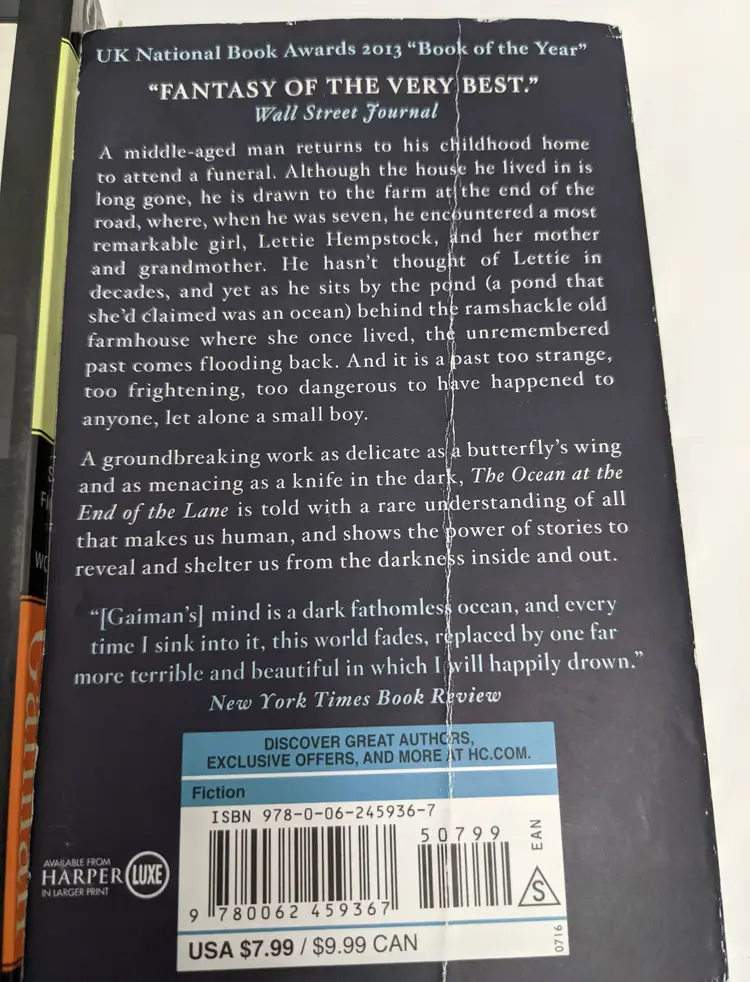 UK National Book Awards 2013 “Book of the Year”
“FANTASY OF THE VERY BEST.”
Wall Street Journal
A middle-aged man returns to his childhood home
to attend a funeral. Although the house he lived in is
long gone, he is drawn to the farm at the end of the
road, where, when he was seven, he encountered a most
remarkable girl, Lettie Hempstock, and her mother
and grandmother. He hasn’t thought of Lettie in
decades, and yet as he sits by the pond (a pond that
she’d claimed was an ocean) behind the ramshackle old
farmhouse where she once lived, the unremembered
past comes flooding back. And it is a past too strange,
too frightening, too dangerous to have happened to
anyone, let alone a small boy.
A groundbreaking work as delicate as a butterfly’s wing
and as menacing as a knife in the dark, The Ocean at the
End of the Lane is told with a rare understanding of all
that makes us human, and shows the power of stories to
reveal and shelter us from the darkness inside and out.
“[Gaiman’s] mind is a dark fathomless ocean, and every
time I sink into it, this world fades, replaced by one far
more terrible and beautiful in which I will happily drown.”
New York Times Book Review
DISCOVER GREAT AUTHORS,
EXCLUSIVE OFFERS, AND MORE AT HC.COM.
Fiction
ISBN 978-0-06-245936-7
50799
EAN
S
9 780062 459367
0716
USA $7.99 / $9.99 CAN
AVAILABLE FROM
HARPER LUXE
IN LARGER PRINT